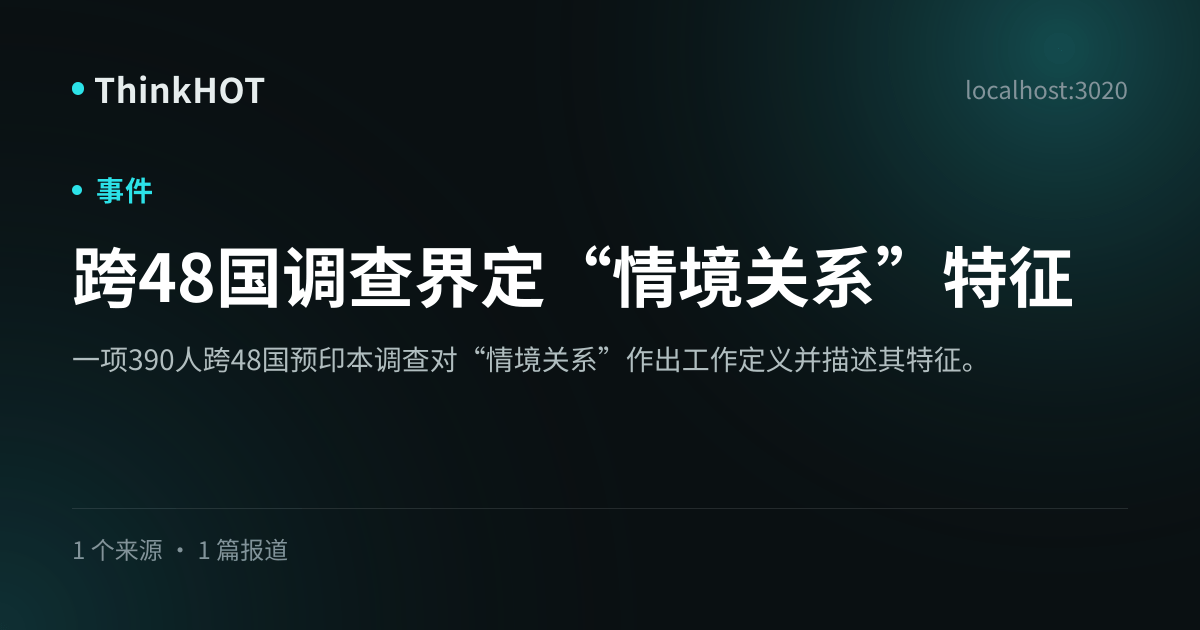 ThinkHOT
localhost:3020
事件
跨48国调查界定“情境关系”特征
一项390人跨48国预印本调查对“情境关系”作出工作定义并描述其特征。
1 个来源 · 1 篇报道